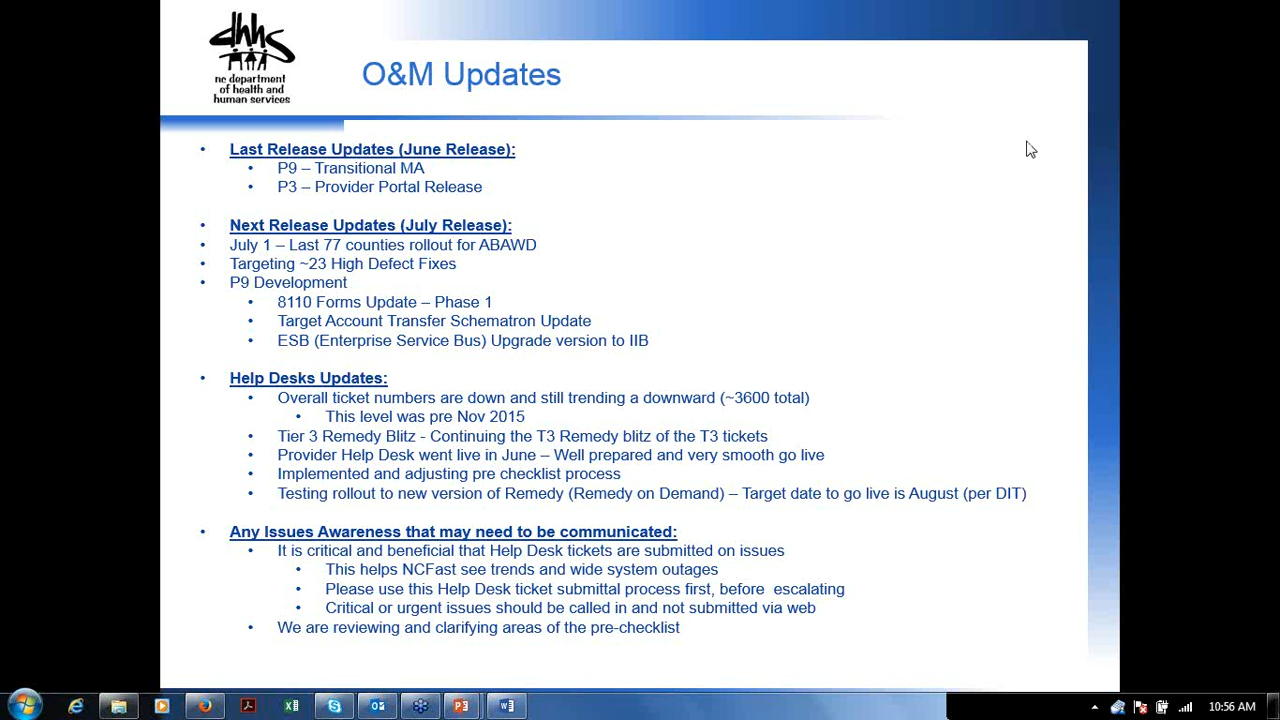 dhhs
nc department
of health and
human services
O&M Updates
• Last Release Updates (June Release):
• P9 – Transitional MA
• P3 – Provider Portal Release
• Next Release Updates (July Release):
• July 1 – Last 77 counties rollout for ABAWD
• Targeting ~23 High Defect Fixes
• P9 Development
• 8110 Forms Update – Phase 1
• Target Account Transfer Schematron Update
• ESB (Enterprise Service Bus) Upgrade version to IIB
• Help Desks Updates:
• Overall ticket numbers are down and still trending a downward (~3600 total)
• This level was pre Nov 2015
• Tier 3 Remedy Blitz - Continuing the T3 Remedy blitz of the T3 tickets
• Provider Help Desk went live in June – Well prepared and very smooth go live
• Implemented and adjusting pre checklist process
• Testing rollout to new version of Remedy (Remedy on Demand) – Target date to go live is August (per DIT)
• Any Issues Awareness that may need to be communicated:
• It is critical and beneficial that Help Desk tickets are submitted on issues
• This helps NCFast see trends and wide system outages
• Please use this Help Desk ticket submittal process first, before  escalating
• Critical or urgent issues should be called in and not submitted via web
• We are reviewing and clarifying areas of the pre-checklist
10:56 AM